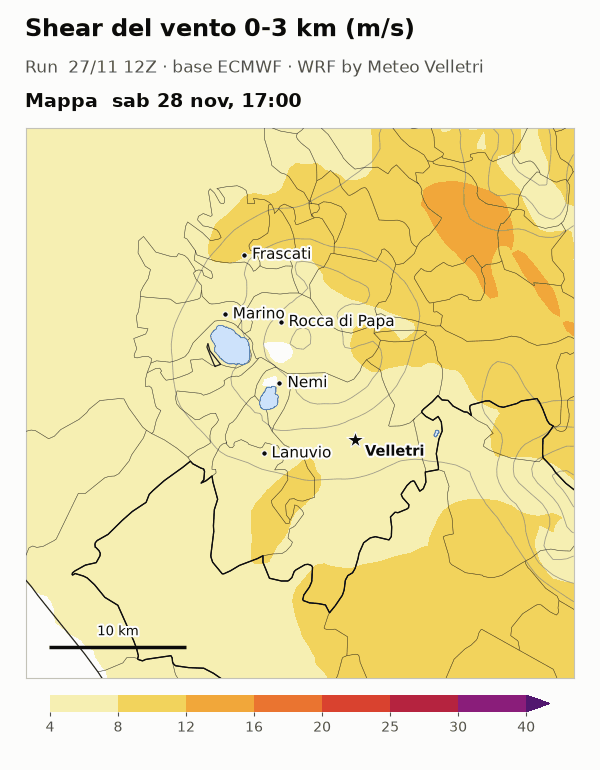 Shear del vento 0-3 km (m/s)
Run  27/11 12Z · base ECMWF · WRF by Meteo Velletri
Mappa  sab 28 nov, 17:00
Frascati
Marino
Rocca di Papa
Nemi
Velletri
Lanuvio
10 km
4 8 12 16 20 25 30 40